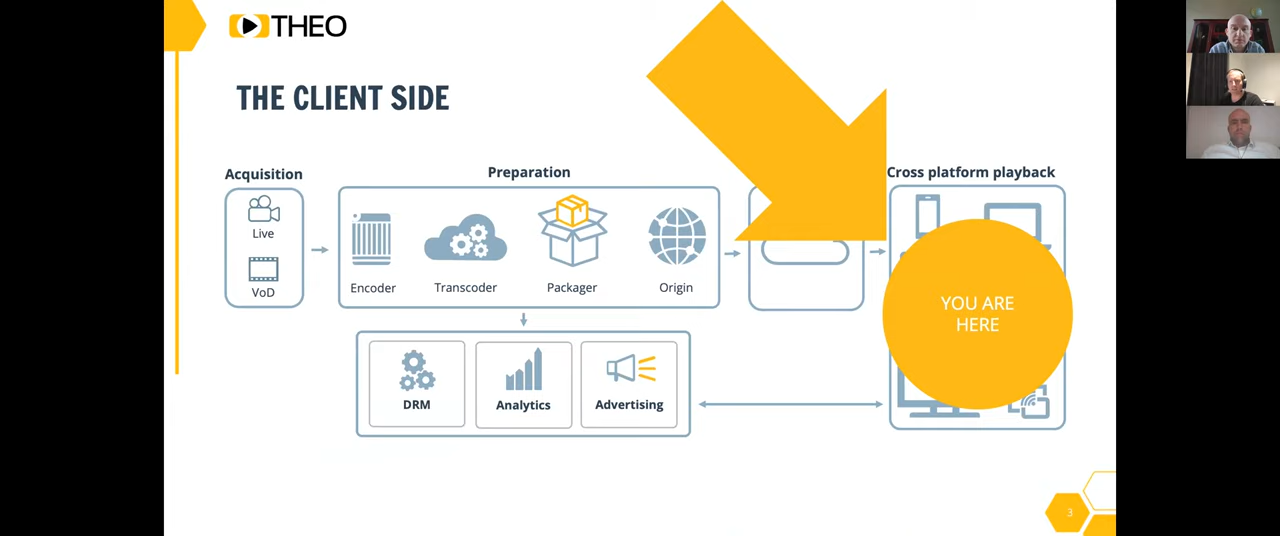 THEO
THE CLIENT SIDE
Acquisition
Preparation
Cross platform playback
Live
VoD
Encoder
Transcoder
Packager
Origin
YOU ARE
HERE
DRM
Analytics
Advertising
3